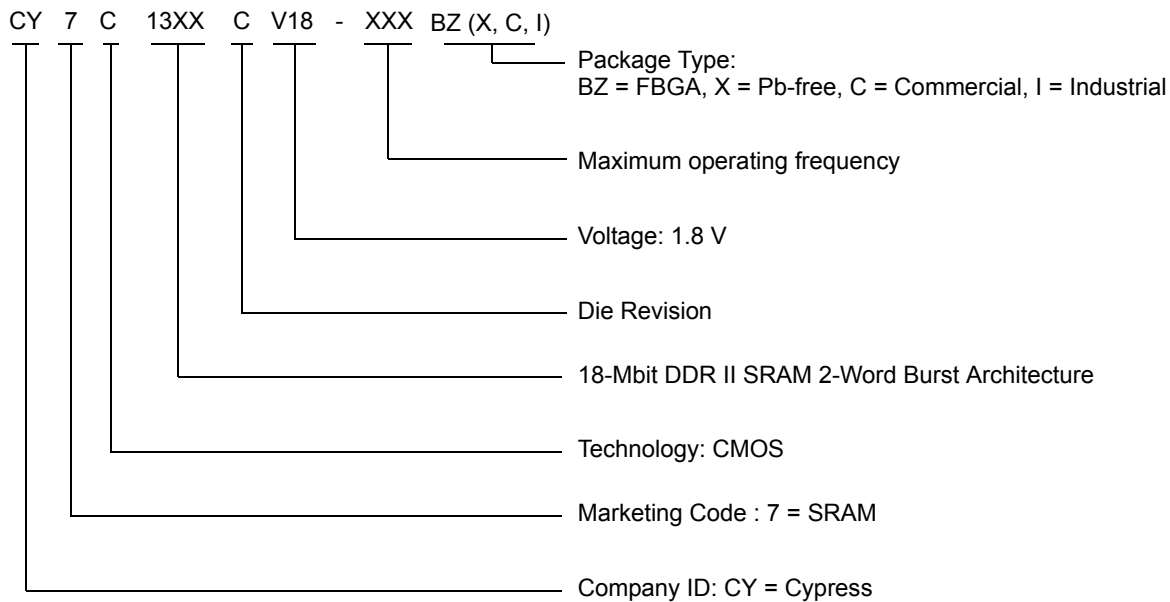 CY 7 C 13XX C V18 - XXX BZ (X, C, I)
Package Type:
BZ = FBGA, X = Pb-free, C = Commercial, I = Industrial
Maximum operating frequency
Voltage: 1.8 V
Die Revision
18-Mbit DDR II SRAM 2-Word Burst Architecture
Technology: CMOS
Marketing Code : 7 = SRAM
Company ID: CY = Cypress